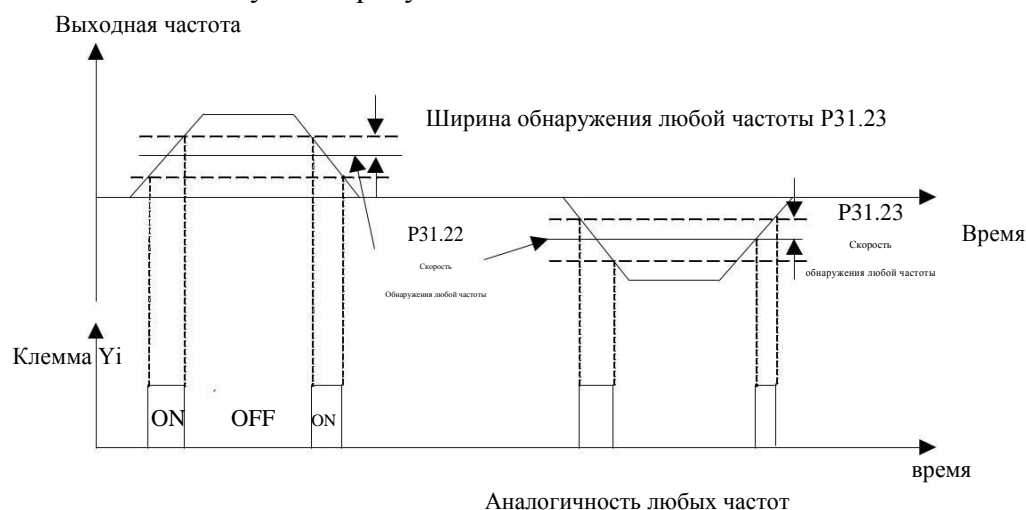 Выходная частота
Ширина обнаружения любой частоты P31.23
P31.22
Скорость
Обнаружения любой частоты
P31.23
Скорость
обнаружения любой частоты
Время
Клемма Yi
ON
OFF
ON
время
Аналогичность любых частот